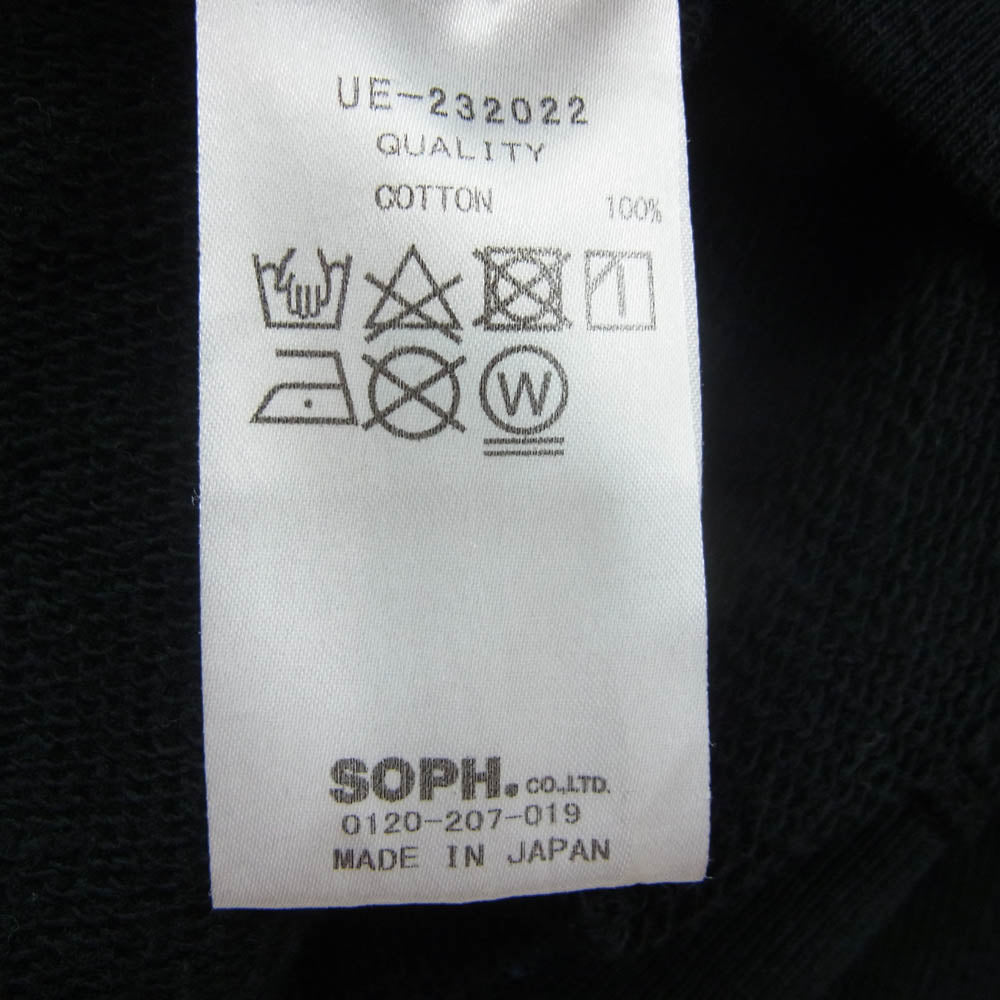 UE-232022
QUALITY
COTTON 100%
W
SOPH. CO.,LTD.
0120-207-019
MADE IN JAPAN